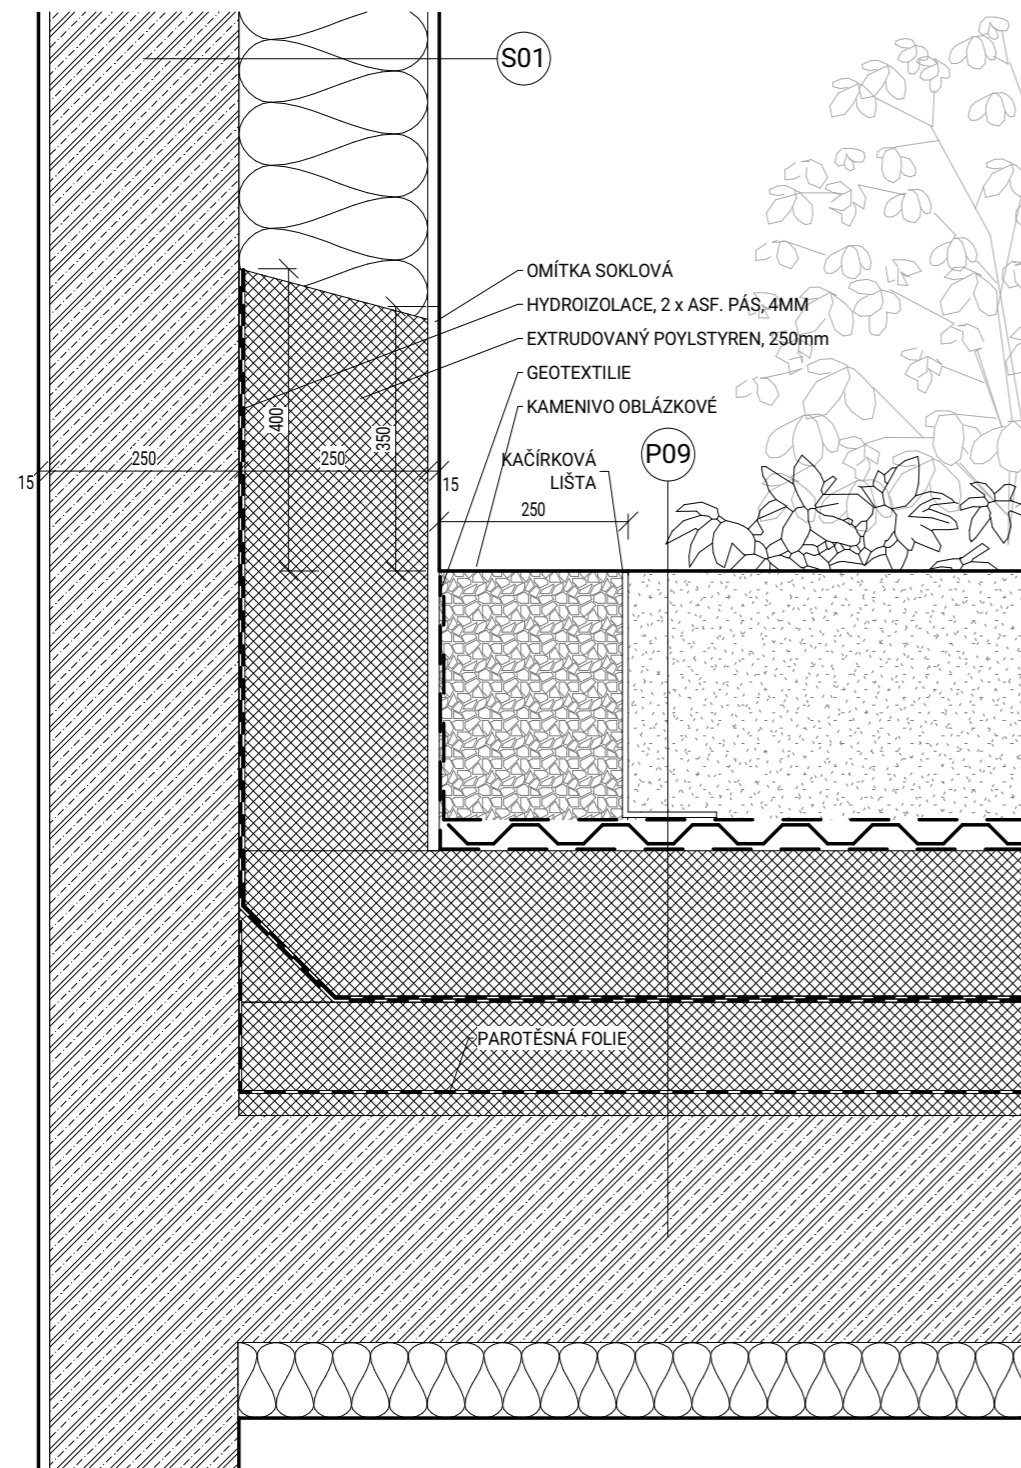 S01
OMÍTKA SOKLOVÁ
HYDROIZOLACE, 2 x ASF. PÁS, 4MM
EXTRUDOVANÝ POYLSTYREN, 250mm
GEOTEXTILIE
KAMENIVO OBLÁZKOVÉ
KAČÍRKOVÁ
LIŠTA
P09
400
350
15
250
250
15
250
PAROTĚSNÁ FOLIE